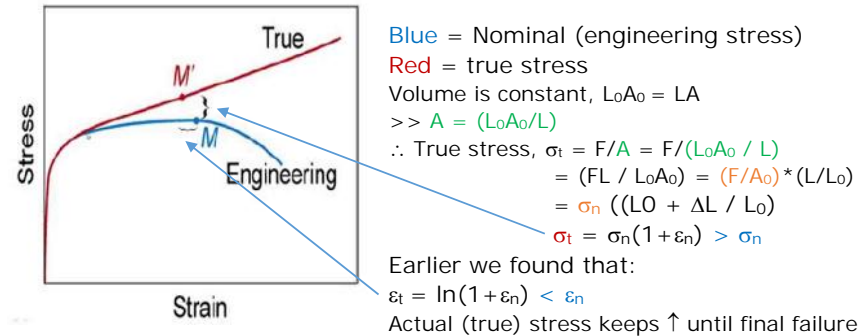 True
M'
M
Engineering
Stress
Strain
Blue = Nominal (engineering stress)
Red = true stress
Volume is constant, L₀A₀ = LA
>> A = (L₀A₀/L)
∴ True stress, σₜ = F/A = F/(L₀A₀ / L)
= (FL / L₀A₀) = (F/A₀)*(L/L₀)
= σₙ ((L0 + ΔL / L₀)
σₜ = σₙ(1+εₙ) > σₙ
Earlier we found that:
εₜ = ln(1+εₙ) < εₙ
Actual (true) stress keeps ↑ until final failure